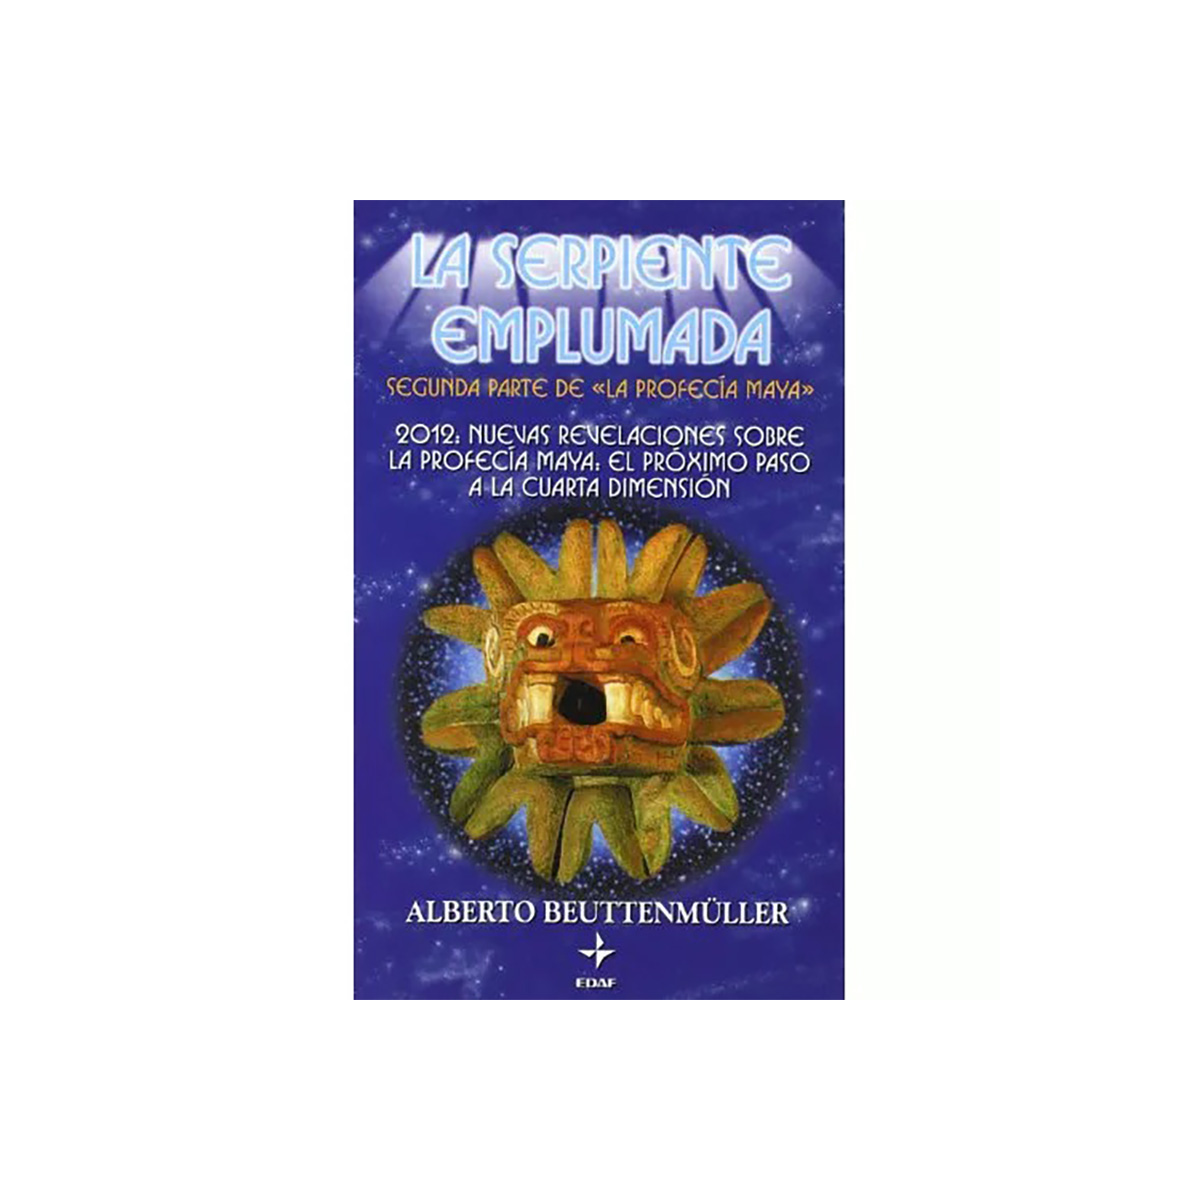 LA SERPIENTE
EMPLUMADA
SEGUNDA PARTE DE «LA PROFECÍA MAYA»
2012: NUEVAS REVELACIONES SOBRE
LA PROFECÍA MAYA: EL PRÓXIMO PASO
A LA CUARTA DIMENSIÓN
ALBERTO BEUTTENMÜLLER
EDAF